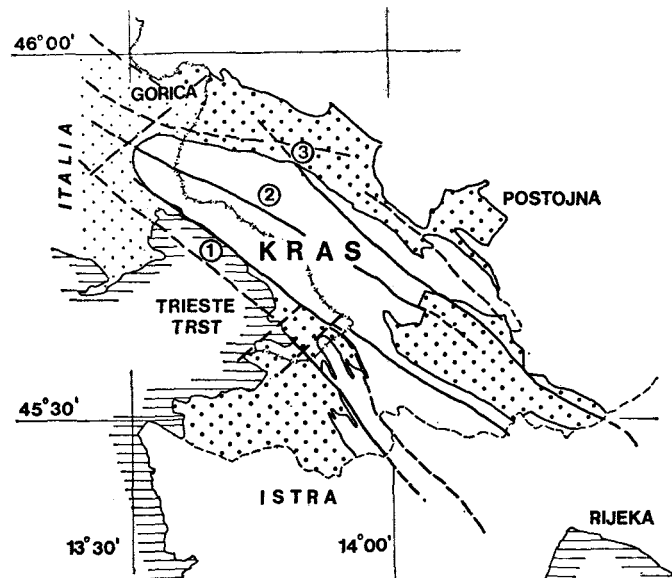 46°00'
GORICA
ITALIA
3
2
POSTOJNA
1
KRAS
TRIESTE
TRST
45°30'
ISTRA
RIJEKA
13°30'
14°00'